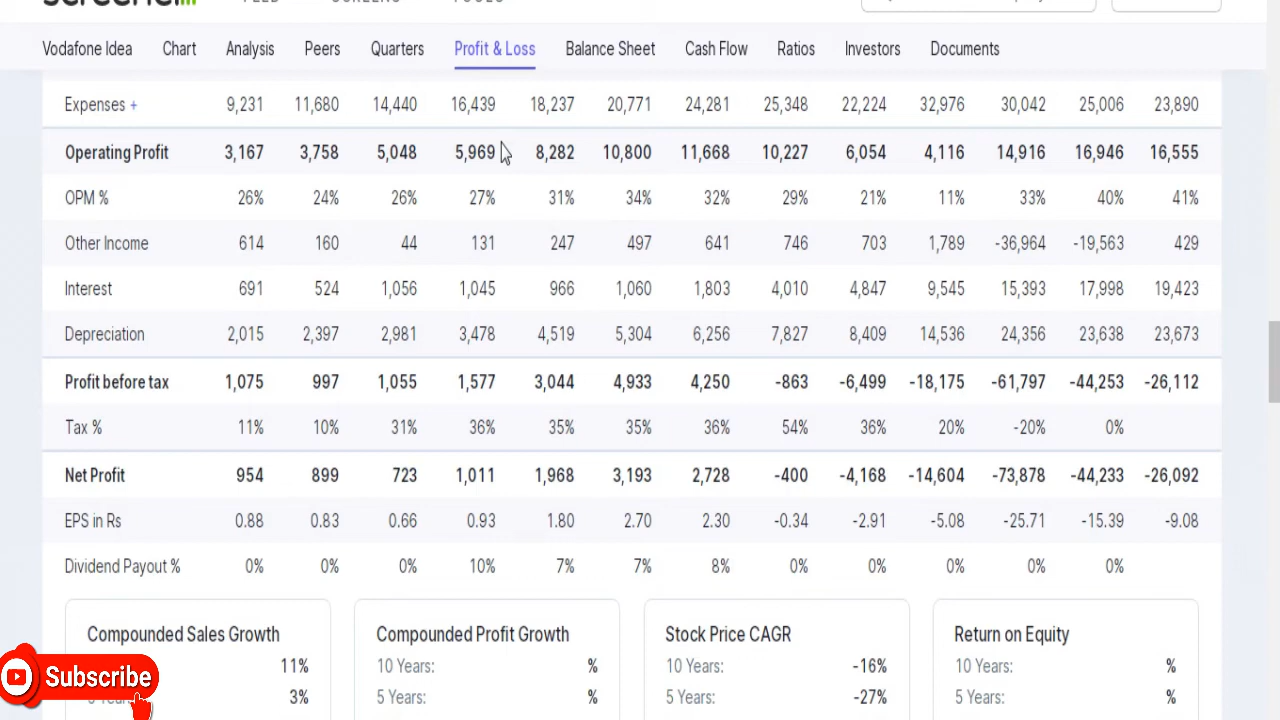 Vodafone Idea Chart Analysis Peers Quarters Profit & Loss Balance Sheet Cash Flow Ratios Investors Documents
Expenses + 9,231 11,680 14,440 16,439 18,237 20,771 24,281 25,348 22,224 32,976 30,042 25,006 23,890
Operating Profit 3,167 3,758 5,048 5,969 8,282 10,800 11,668 10,227 6,054 4,116 14,916 16,946 16,555
OPM % 26% 24% 26% 27% 31% 34% 32% 29% 21% 11% 33% 40% 41%
Other Income 614 160 44 131 247 497 641 746 703 1,789 -36,964 -19,563 429
Interest 691 524 1,056 1,045 966 1,060 1,803 4,010 4,847 9,545 15,393 17,998 19,423
Depreciation 2,015 2,397 2,981 3,478 4,519 5,304 6,256 7,827 8,409 14,536 24,356 23,638 23,673
Profit before tax 1,075 997 1,055 1,577 3,044 4,933 4,250 -863 -6,499 -18,175 -61,797 -44,253 -26,112
Tax % 11% 10% 31% 36% 35% 35% 36% 54% 36% 20% -20% 0%
Net Profit 954 899 723 1,011 1,968 3,193 2,728 -400 -4,168 -14,604 -73,878 -44,233 -26,092
EPS in Rs 0.88 0.83 0.66 0.93 1.80 2.70 2.30 -0.34 -2.91 -5.08 -25.71 -15.39 -9.08
Dividend Payout % 0% 0% 0% 10% 7% 7% 8% 0% 0% 0% 0% 0%
Compounded Sales Growth Compounded Profit Growth Stock Price CAGR Return on Equity
11% 10 Years: % 10 Years: -16% 10 Years: %
3% 5 Years: % 5 Years: -27% 5 Years: %
Subscribe